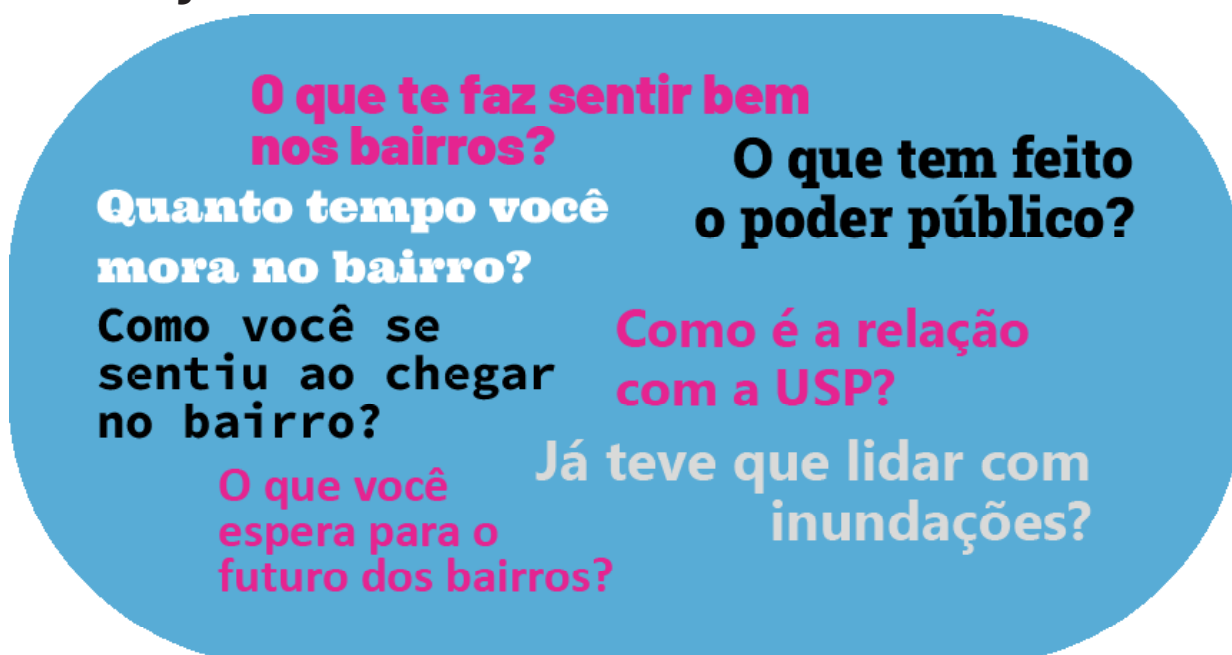 O que te faz sentir bem
nos bairros?
O que tem feito
o poder público?
Quanto tempo você
mora no bairro?
Como você se
sentiu ao chegar
no bairro?
Como é a relação
com a USP?
Já teve que lidar com
inundações?
O que você
espera para o
futuro dos bairros?